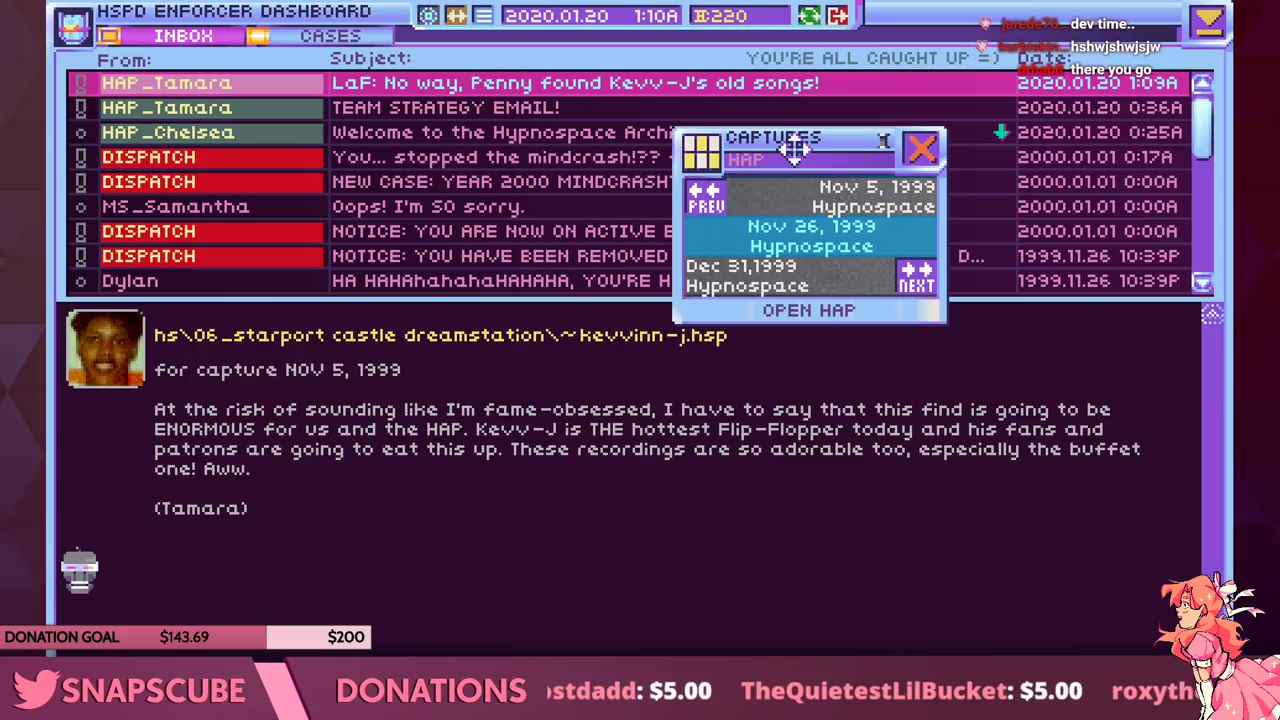 HSPD ENFORCER DASHBOARD
2020.01.20 1:10A
220
INBOX
CASES
dev time..
hshwjshwjsjw
there you go
From:
Subject:
YOU'RE ALL CAUGHT UP =)
Date:
HAP_Tamara LaF: No way, Penny found Kevv-J's old songs! 2020.01.20 1:09A
HAP_Tamara TEAM STRATEGY EMAIL! 2020.01.20 0:36A
HAP_Chelsea Welcome to the Hypnospace Archi 2020.01.20 0:25A
DISPATCH You... stopped the mindcrash!?? 2000.01.01 0:17A
DISPATCH NEW CASE: YEAR 2000 MINDCRASH 2000.01.01 0:00A
MS_Samantha Oops! I'm SO sorry. 2000.01.01 0:00A
DISPATCH NOTICE: YOU ARE NOW ON ACTIVE 2000.01.01 0:00A
DISPATCH NOTICE: YOU HAVE BEEN REMOVED D... 1999.11.26 10:39P
Dylan HA HAHAhahahaHAHAHA, YOU'RE H 1999.11.26 10:39P
CAPTURES
HAP
PREV
Nov 5, 1999
Hypnospace
Nov 26, 1999
Hypnospace
Dec 31,1999
Hypnospace
NEXT
OPEN HAP
hs\06_starport castle dreamstation\~kevvinn-j.hsp
for capture NOV 5, 1999
At the risk of sounding like I'm fame-obsessed, I have to say that this find is going to be
ENORMOUS for us and the HAP. Kevv-J is THE hottest Flip-Flopper today and his fans and
patrons are going to eat this up. These recordings are so adorable too, especially the buffet
one! Aww.
(Tamara)
DONATION GOAL $143.69 $200
SNAPSCUBE
DONATIONS
stdadd: $5.00 TheQuietestLilBucket: $5.00 roxyth